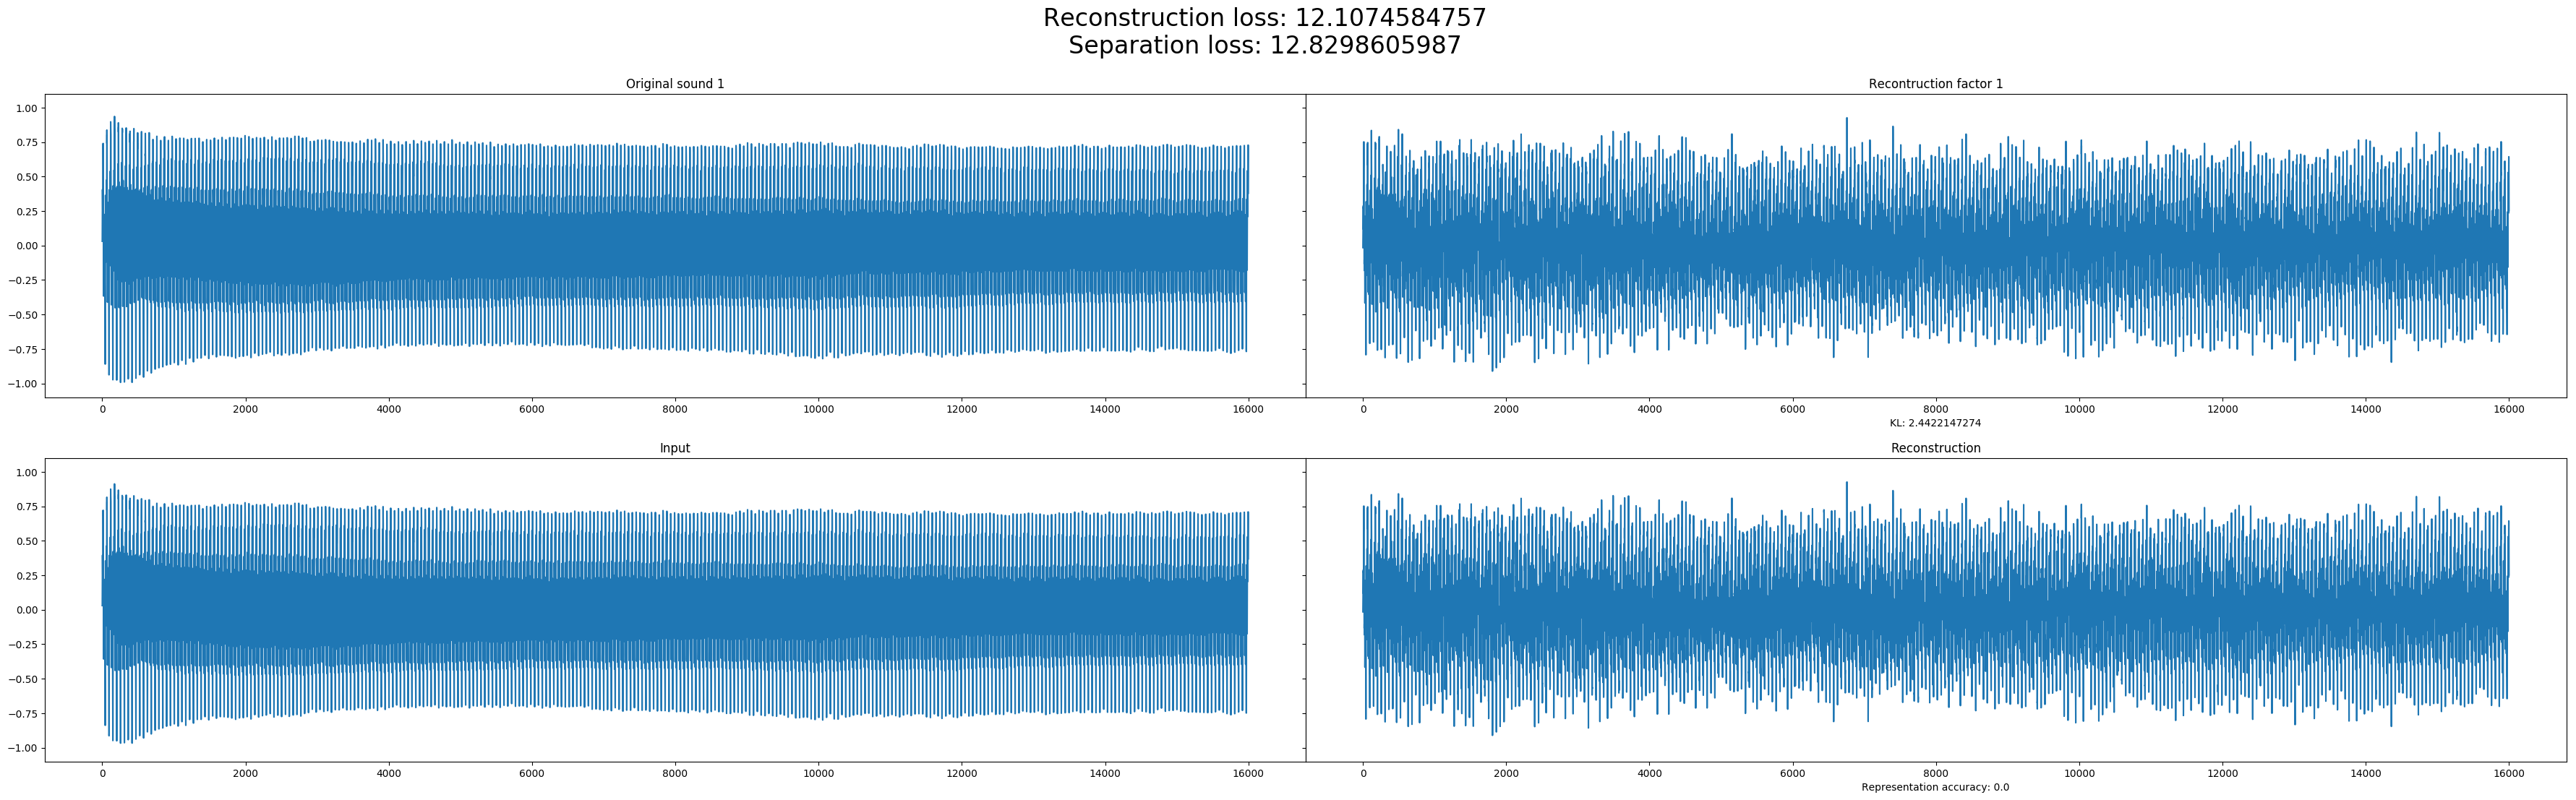 Reconstruction loss: 12.1074584757
Separation loss: 12.8298605987
Original sound 1
Recontruction factor 1
1.00
0.75
0.50
0.25
0.00
−0.25
−0.50
−0.75
−1.00
0 2000 4000 6000 8000 10000 12000 14000 16000
0 2000 4000 6000 8000 10000 12000 14000 16000
KL: 2.4422147274
Input
Reconstruction
1.00
0.75
0.50
0.25
0.00
−0.25
−0.50
−0.75
−1.00
0 2000 4000 6000 8000 10000 12000 14000 16000
0 2000 4000 6000 8000 10000 12000 14000 16000
Representation accuracy: 0.0